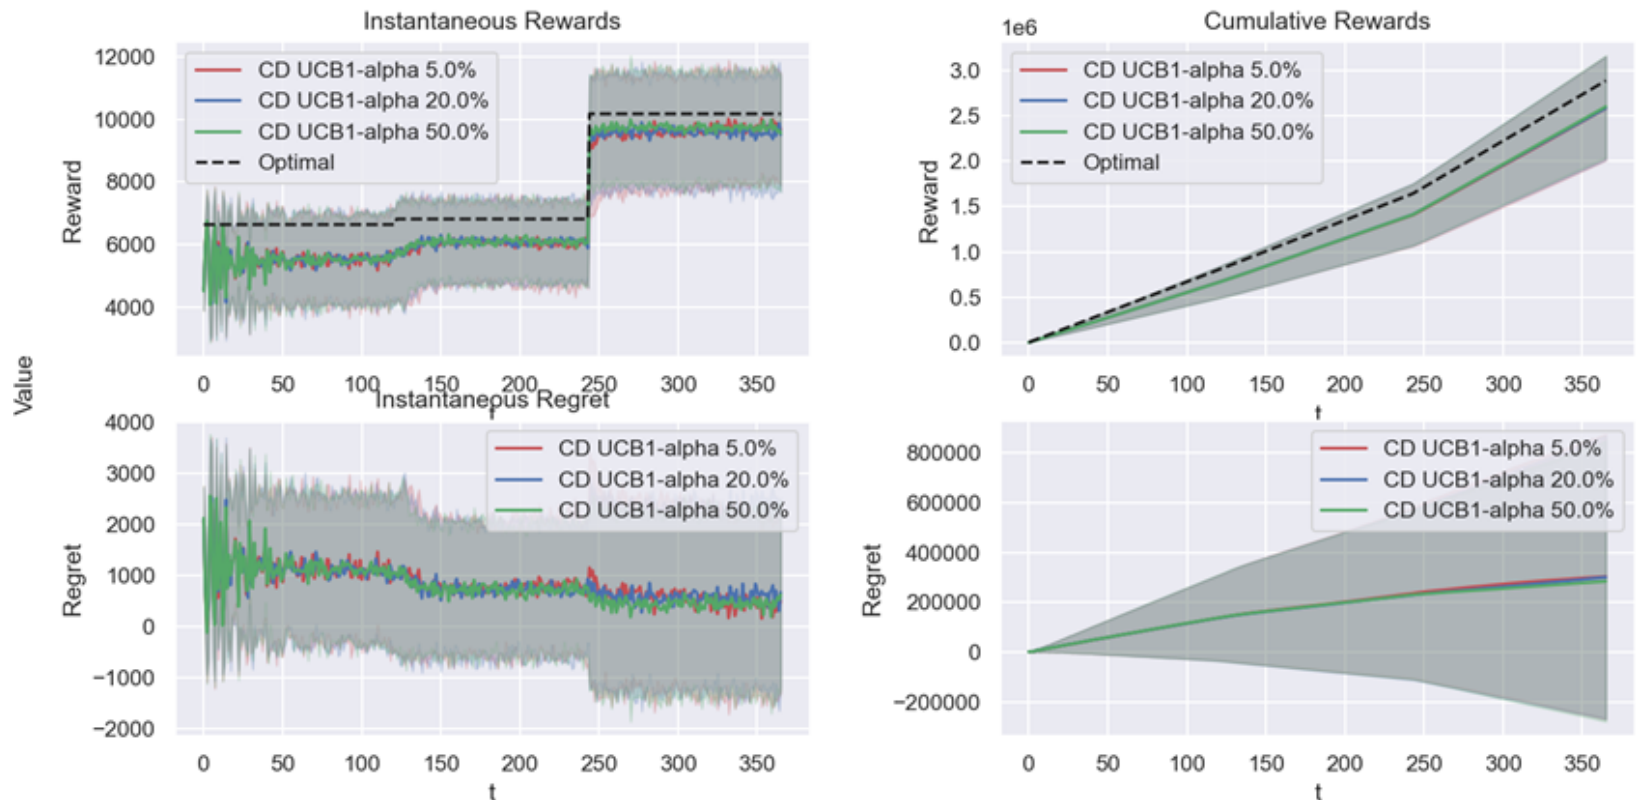 Instantaneous Rewards
12000
10000
8000
6000
4000
Reward
CD UCB1-alpha 5.0%
CD UCB1-alpha 20.0%
CD UCB1-alpha 50.0%
Optimal
0 50 100 150 200 250 300 350
t
Cumulative Rewards
1e6
3.0
2.5
2.0
1.5
1.0
0.5
0.0
Reward
CD UCB1-alpha 5.0%
CD UCB1-alpha 20.0%
CD UCB1-alpha 50.0%
Optimal
0 50 100 150 200 250 300 350
t
Value
Instantaneous Regret
4000
3000
2000
1000
0
−1000
−2000
Regret
CD UCB1-alpha 5.0%
CD UCB1-alpha 20.0%
CD UCB1-alpha 50.0%
0 50 100 150 200 250 300 350
t
800000
600000
400000
200000
0
−200000
Regret
CD UCB1-alpha 5.0%
CD UCB1-alpha 20.0%
CD UCB1-alpha 50.0%
0 50 100 150 200 250 300 350
t